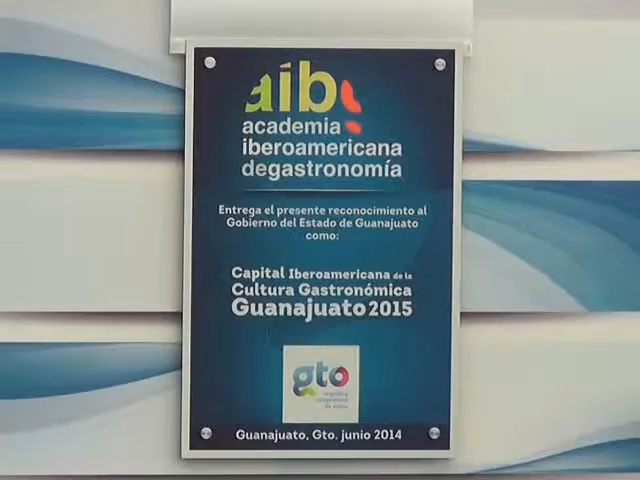 aíbe
academia
iberoamericana
degastronomía
Entrega el presente reconocimiento al
Gobierno del Estado de Guanajuato
como:
Capital Iberoamericana de la
Cultura Gastronómica
Guanajuato 2015
gto
Guanajuato, Gto. junio 2014